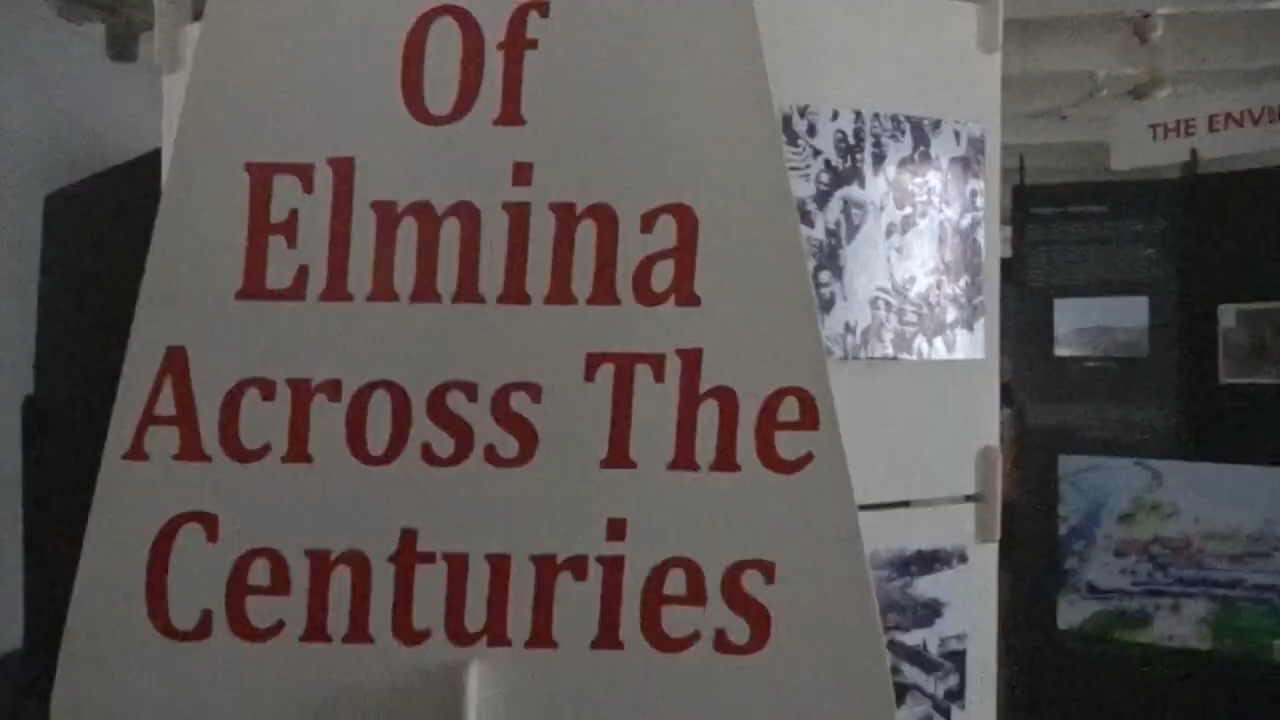 Of
Elmina
Across The
Centuries
THE ENVI